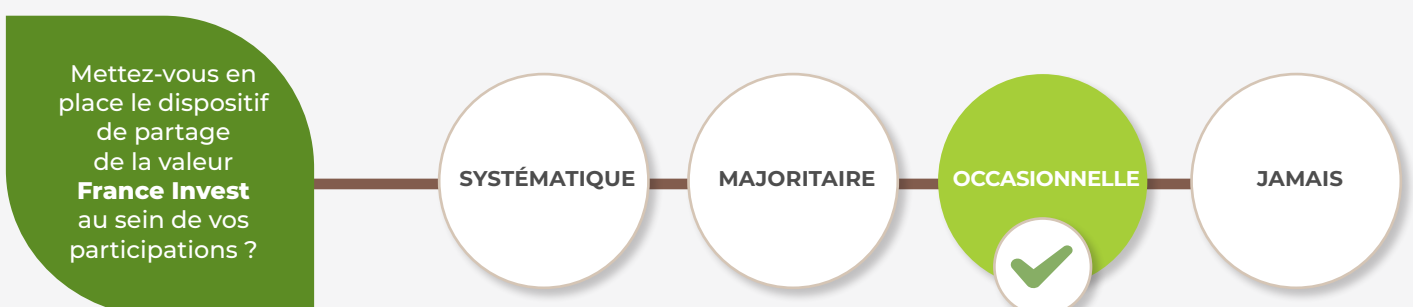 Mettez-vous en
place le dispositif
de partage
de la valeur
France Invest
au sein de vos
participations ?
SYSTÉMATIQUE
MAJORITAIRE
OCCASIONNELLE
JAMAIS